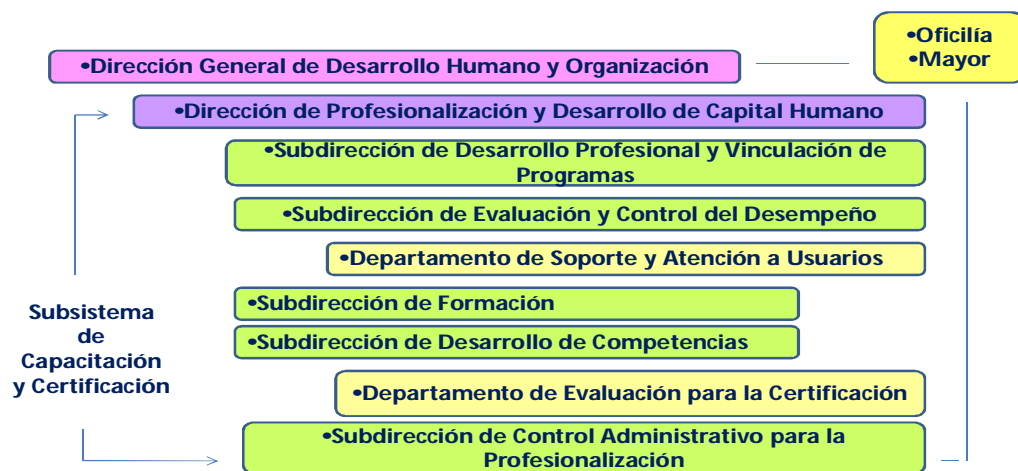 •Oficilía
•Mayor
•Dirección General de Desarrollo Humano y Organización
•Dirección de Profesionalización y Desarrollo de Capital Humano
•Subdirección de Desarrollo Profesional y Vinculación de
Programas
•Subdirección de Evaluación y Control del Desempeño
•Departamento de Soporte y Atención a Usuarios
•Subdirección de Formación
•Subdirección de Desarrollo de Competencias
•Departamento de Evaluación para la Certificación
•Subdirección de Control Administrativo para la
Profesionalización
Subsistema
de
Capacitación
y Certificación